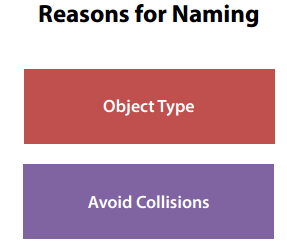 Reasons for Naming
Object Type
Avoid Collisions